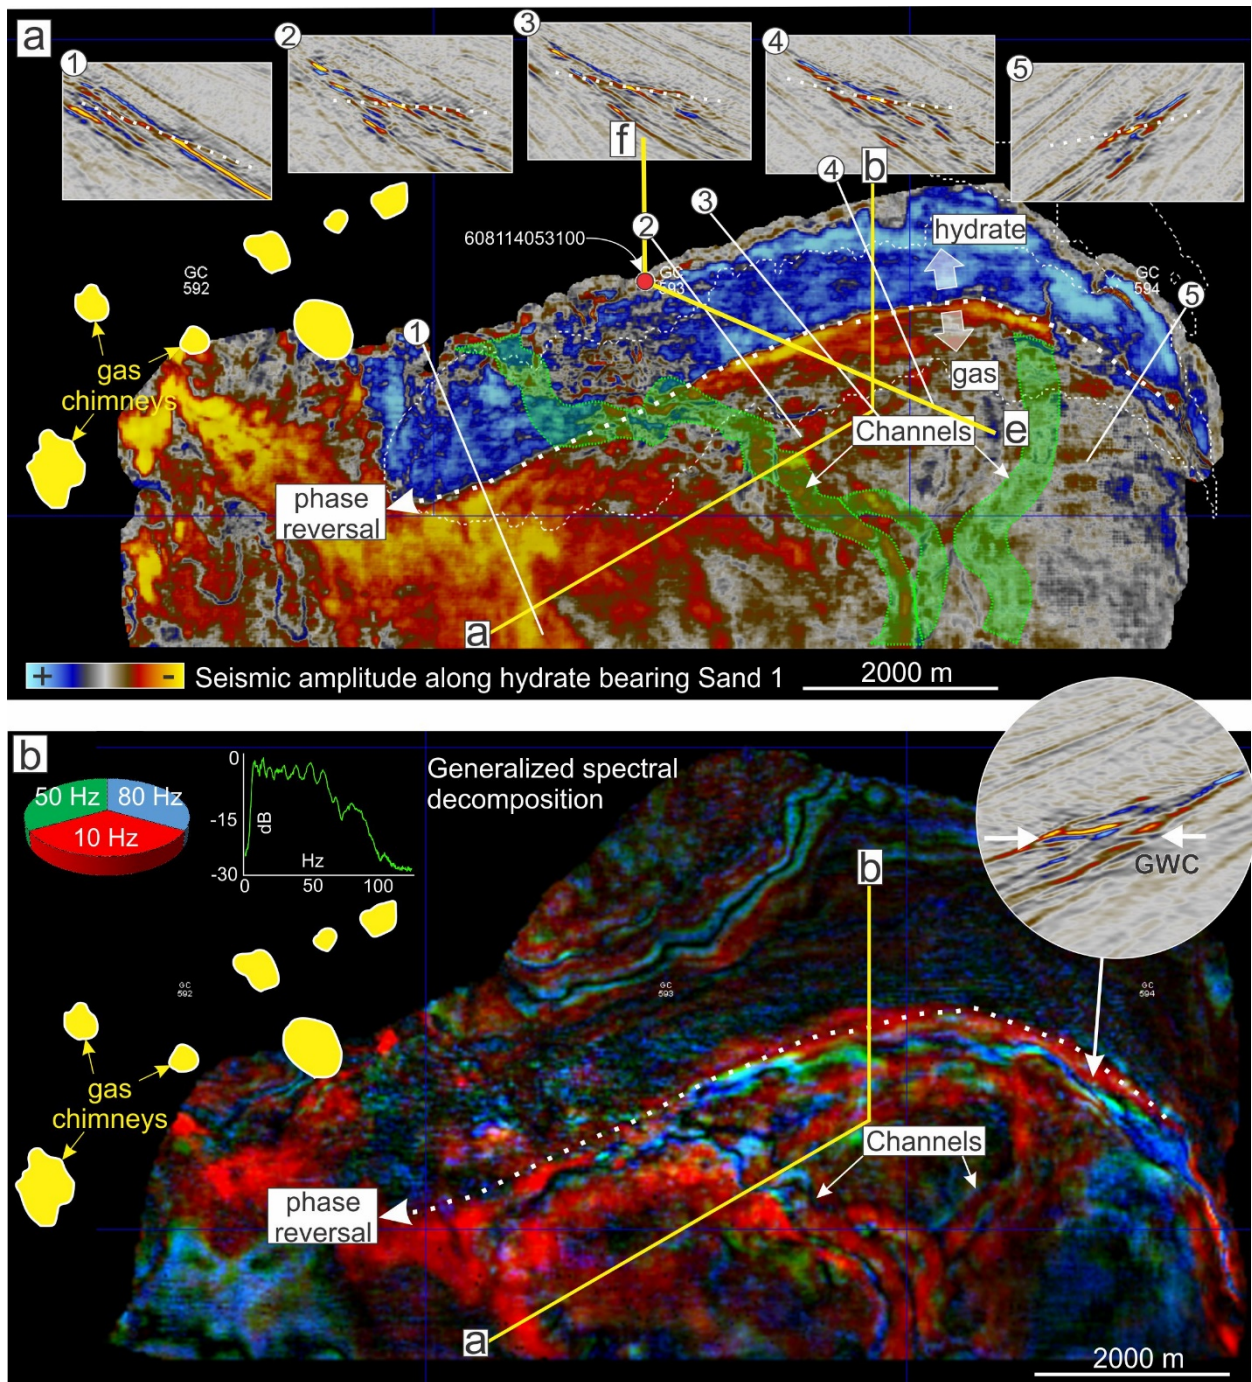 a
1
2
3
4
5
f
b
4
3
2
608114053100
hydrate
GC
592
GC
593
GC
594
5
1
gas
chimneys
gas
Channels
e
phase
reversal
a
+
-
Seismic amplitude along hydrate bearing Sand 1
2000 m
b
50 Hz
80 Hz
10 Hz
0
-15
-30
dB
Hz
0
50
100
Generalized spectral
decomposition
GWC
b
GC
592
GC
593
GC
594
gas
chimneys
Channels
phase
reversal
a
2000 m